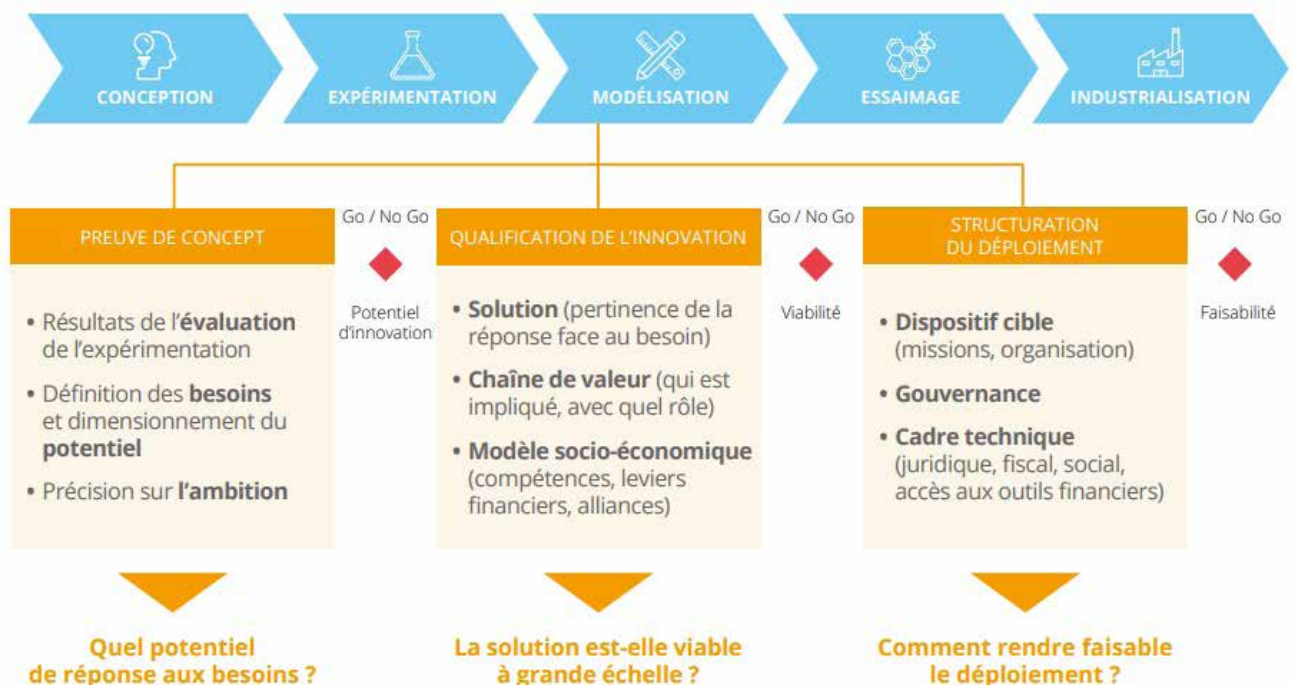 CONCEPTION
EXPÉRIMENTATION
MODÉLISATION
ESSAIMAGE
INDUSTRIALISATION
PREUVE DE CONCEPT
• Résultats de l'évaluation
de l'expérimentation
• Définition des besoins
et dimensionnement du
potentiel
• Précision sur l'ambition
Quel potentiel
de réponse aux besoins ?
Go / No Go
Potentiel
d'innovation
QUALIFICATION DE L'INNOVATION
• Solution (pertinence de la
réponse face au besoin)
• Chaîne de valeur (qui est
impliqué, avec quel rôle)
• Modèle socio-économique
(compétences, leviers
financiers, alliances)
La solution est-elle viable
à grande échelle ?
Go / No Go
Viabilité
STRUCTURATION
DU DÉPLOIEMENT
• Dispositif cible
(missions, organisation)
• Gouvernance
• Cadre technique
(juridique, fiscal, social,
accès aux outils financiers)
Comment rendre faisable
le déploiement ?
Go / No Go
Faisabilité